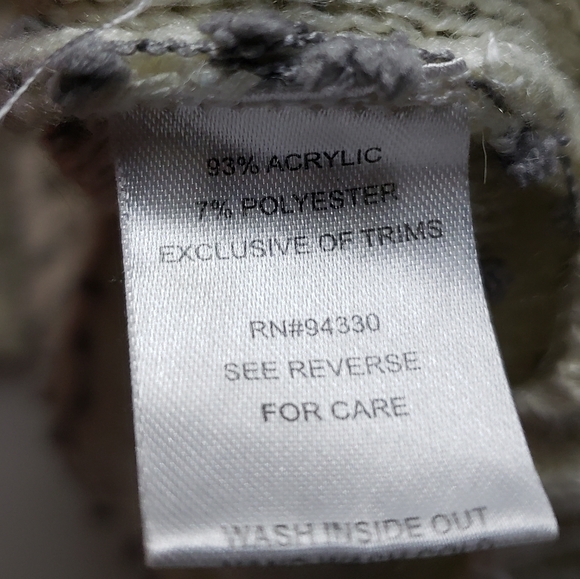 93% ACRYLIC
7% POLYESTER
EXCLUSIVE OF TRIMS
RN#94330
SEE REVERSE
FOR CARE
WASH INSIDE OUT